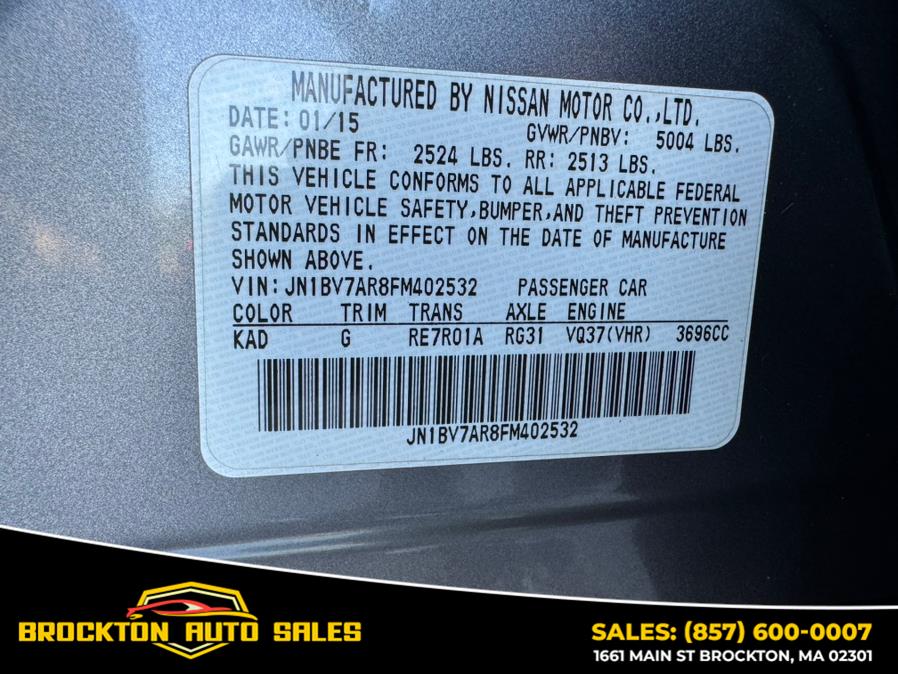 MANUFACTURED BY NISSAN MOTOR CO.,LTD.
DATE: 01/15 GVWR/PNBV: 5004 LBS.
GAWR/PNBE FR: 2524 LBS. RR: 2513 LBS.
THIS VEHICLE CONFORMS TO ALL APPLICABLE FEDERAL
MOTOR VEHICLE SAFETY,BUMPER,AND THEFT PREVENTION
STANDARDS IN EFFECT ON THE DATE OF MANUFACTURE
SHOWN ABOVE.
VIN: JN1BV7AR8FM402532 PASSENGER CAR
COLOR TRIM TRANS AXLE ENGINE
KAD G RE7R01A RG31 VQ37(VHR) 3696CC
JN1BV7AR8FM402532
BROCKTON AUTO SALES
SALES: (857) 600-0007
1661 MAIN ST BROCKTON, MA 02301